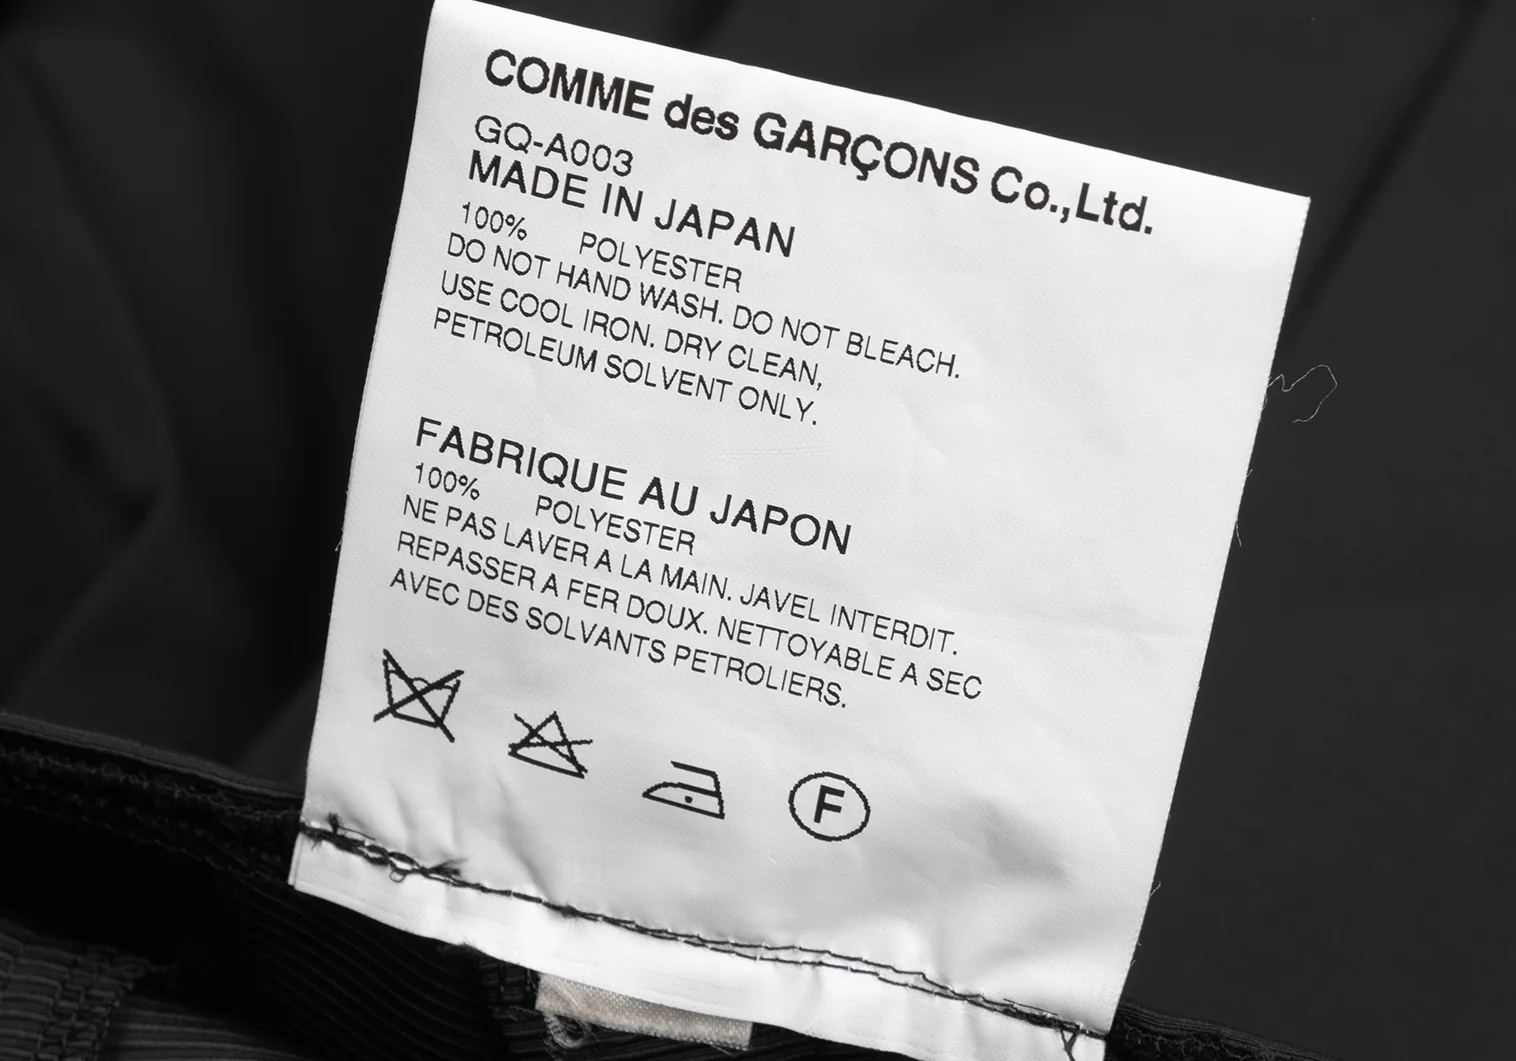 COMME des GARÇONS Co.,Ltd.
GQ-A003
MADE IN JAPAN
100% POLYESTER
DO NOT HAND WASH. DO NOT BLEACH.
USE COOL IRON. DRY CLEAN,
PETROLEUM SOLVENT ONLY.
FABRIQUE AU JAPON
100% POLYESTER
NE PAS LAVER A LA MAIN. JAVEL INTERDIT.
REPASSER A FER DOUX. NETTOYABLE A SEC
AVEC DES SOLVANTS PETROLIERS.
F